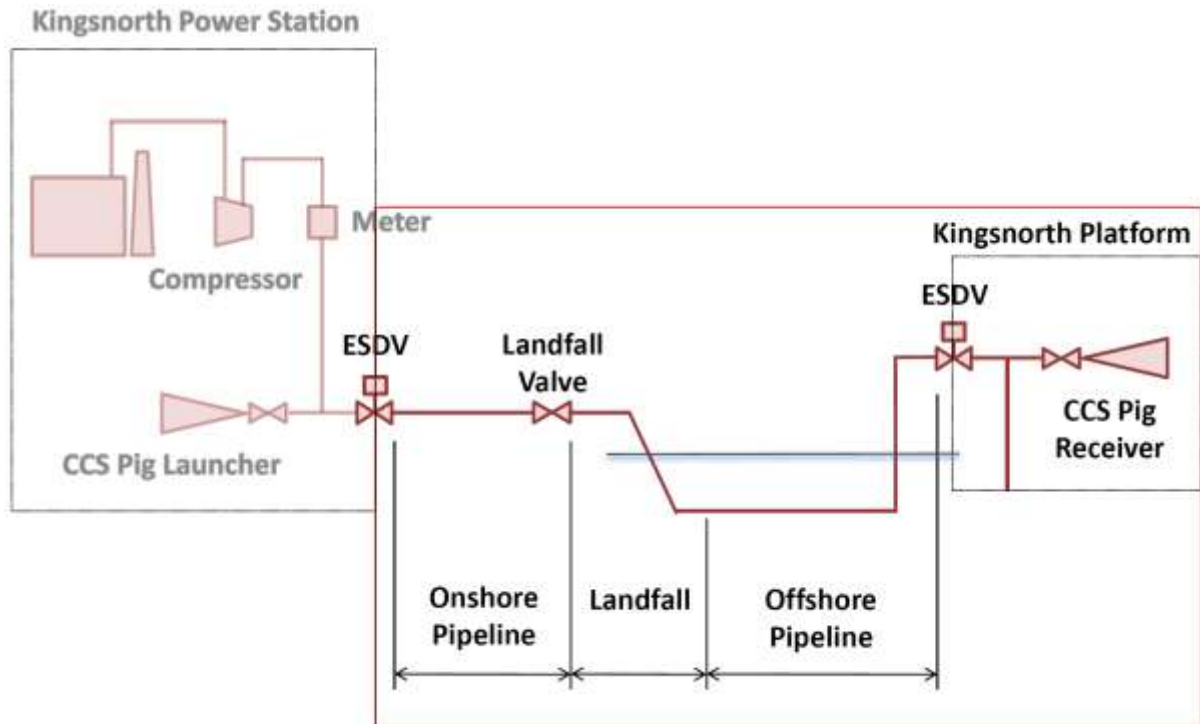 Kingsnorth Power Station
Meter
Compressor
Kingsnorth Platform
ESDV
ESDV
Landfall
Valve
CCS Pig Launcher
CCS Pig
Receiver
Onshore
Pipeline
Landfall
Offshore
Pipeline